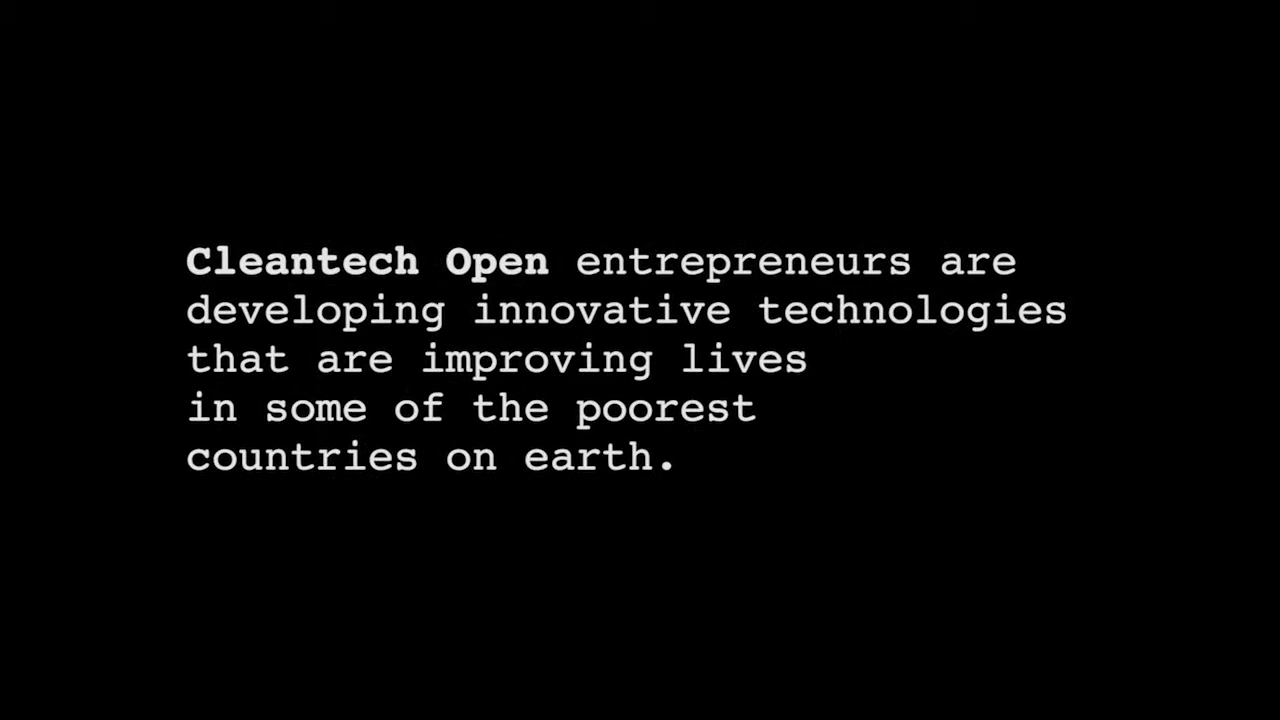 Cleantech Open entrepreneurs are
developing innovative technologies
that are improving lives
in some of the poorest
countries on earth.